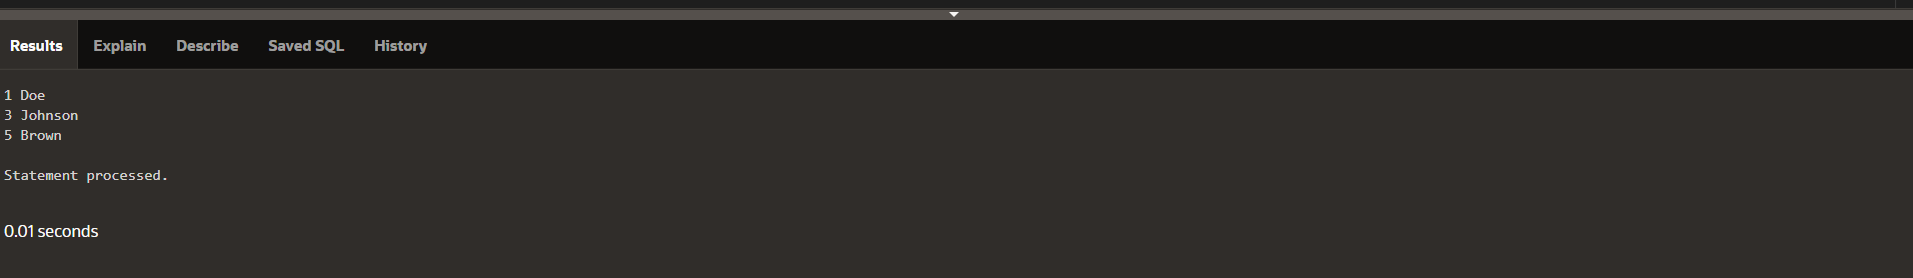 Results Explain Describe Saved SQL History
1 Doe
3 Johnson
5 Brown
Statement processed.
0.01 seconds